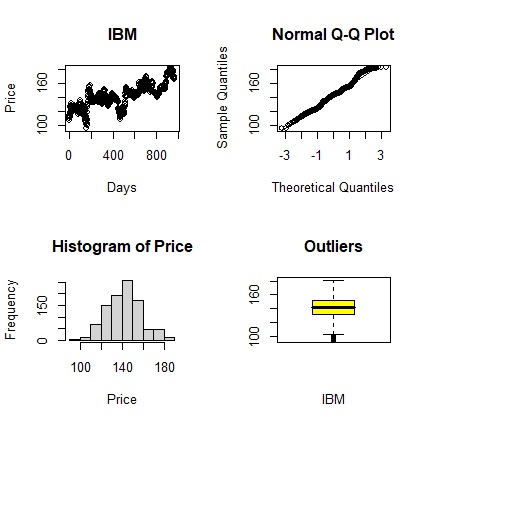 IBM
Price
100
160
0
400
800
Days
Normal Q-Q Plot
Sample Quantiles
100
160
-3
-1
1
3
Theoretical Quantiles
Histogram of Price
Frequency
0
150
100
140
180
Price
Outliers
100
160
IBM